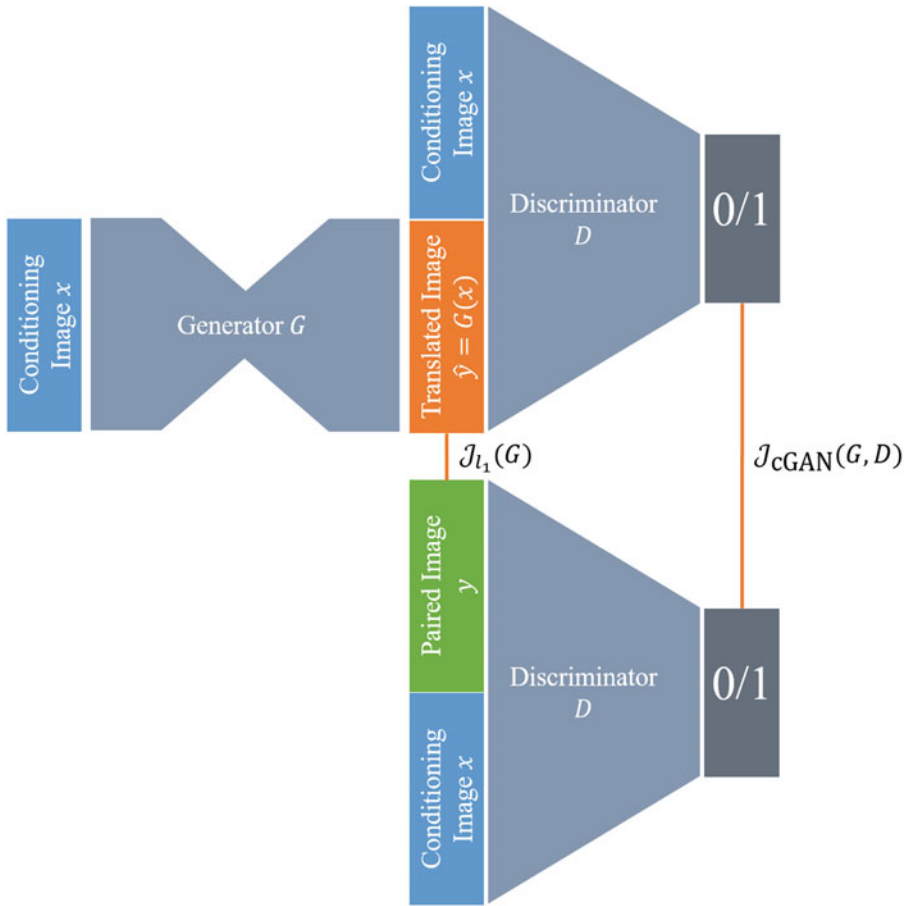 Conditioning
Image x
Generator G
Conditioning
Image x
Translated Image
ŷ = G(x)
Discriminator
D
0/1
𝒥l₁(G)
𝒥cGAN(G, D)
Paired Image
y
Conditioning
Image x
Discriminator
D
0/1